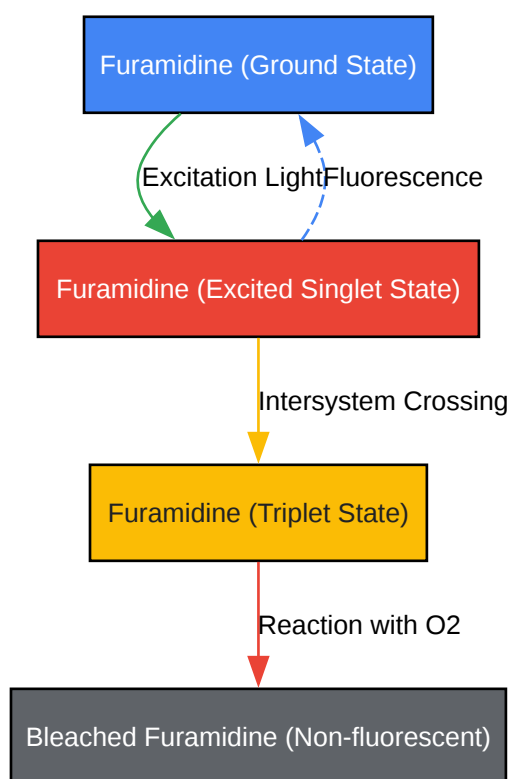 Furamidine (Ground State)
Excitation Light
Fluorescence
Furamidine (Excited Singlet State)
Intersystem Crossing
Furamidine (Triplet State)
Reaction with O2
Bleached Furamidine (Non-fluorescent)